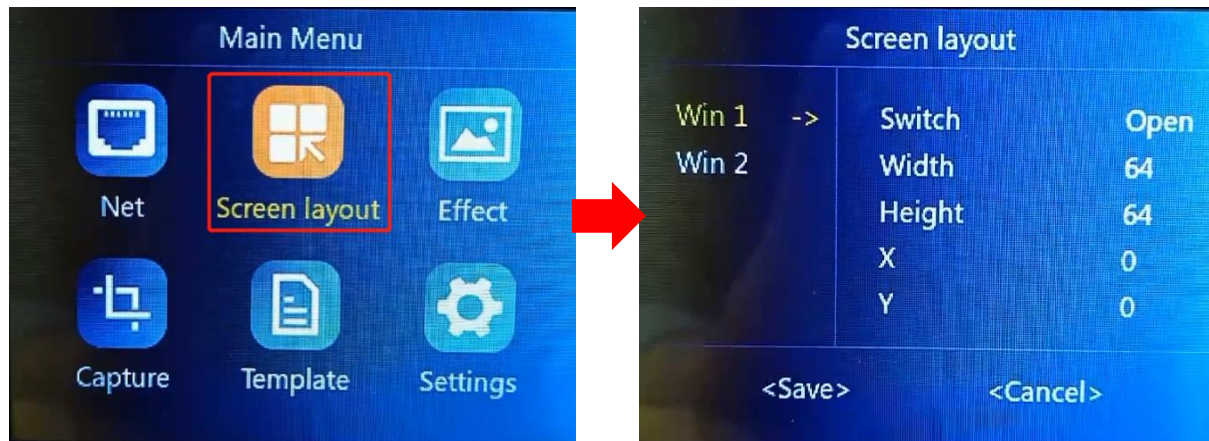 Main Menu
Net
Screen layout
Effect
Capture
Template
Settings
Screen layout
Win 1 -> Switch Open
Win 2 Width 64
Height 64
X 0
Y 0
<Save> <Cancel>